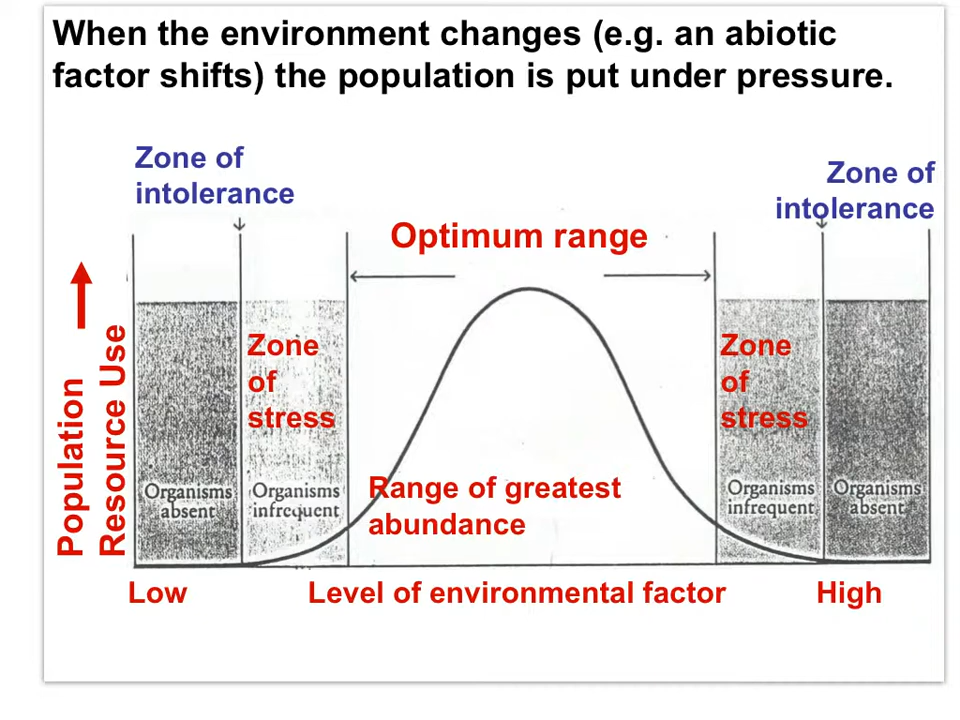 When the environment changes (e.g. an abiotic
factor shifts) the population is put under pressure.
Zone of
intolerance
Zone of
intolerance
Optimum range
Population
Resource Use
Zone
of
stress
Zone
of
stress
Organisms
absent
Organisms
infrequent
Range of greatest
abundance
Organisms
infrequent
Organisms
absent
Low
Level of environmental factor
High